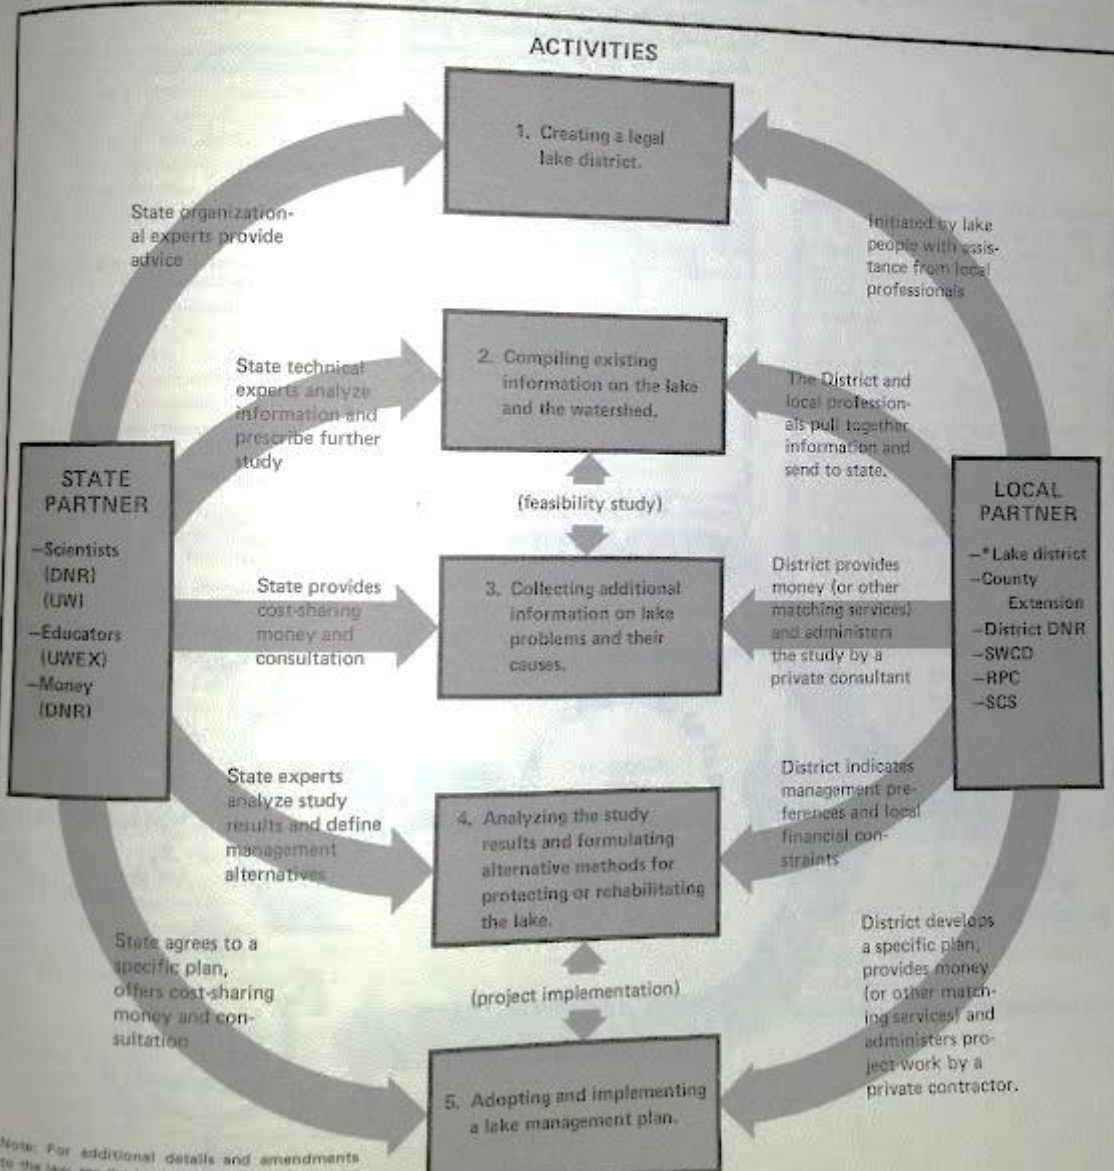 ACTIVITIES
1. Creating a legal
lake district.
State organization-
al experts provide
advice
Initiated by lake
people with assis-
tance from local
professionals
2. Compiling existing
information on the lake
and the watershed.
State technical
experts analyze
information and
prescribe further
study
The District and
local profession-
als pull together
information and
send to state.
STATE
PARTNER
—Scientists
(DNR)
(UW)
—Educators
(UWEX)
—Money
(DNR)
(feasibility study)
LOCAL
PARTNER
—*Lake district
—County
Extension
—District DNR
—SWCD
—RPC
—SCS
3. Collecting additional
information on lake
problems and their
causes.
State provides
cost-sharing
money and
consultation
District provides
money (or other
matching services)
and administers
the study by a
private consultant
4. Analyzing the study
results and formulating
alternative methods for
protecting or rehabilitating
the lake.
State experts
analyze study
results and define
management
alternatives
District indicates
management pre-
ferences and local
financial con-
straints
(project implementation)
State agrees to a
specific plan,
offers cost-sharing
money and con-
sultation
District develops
a specific plan,
provides money
(or other match-
ing services) and
administers pro-
ject work by a
private contractor.
5. Adopting and implementing
a lake management plan.
Note: For additional details and amendments